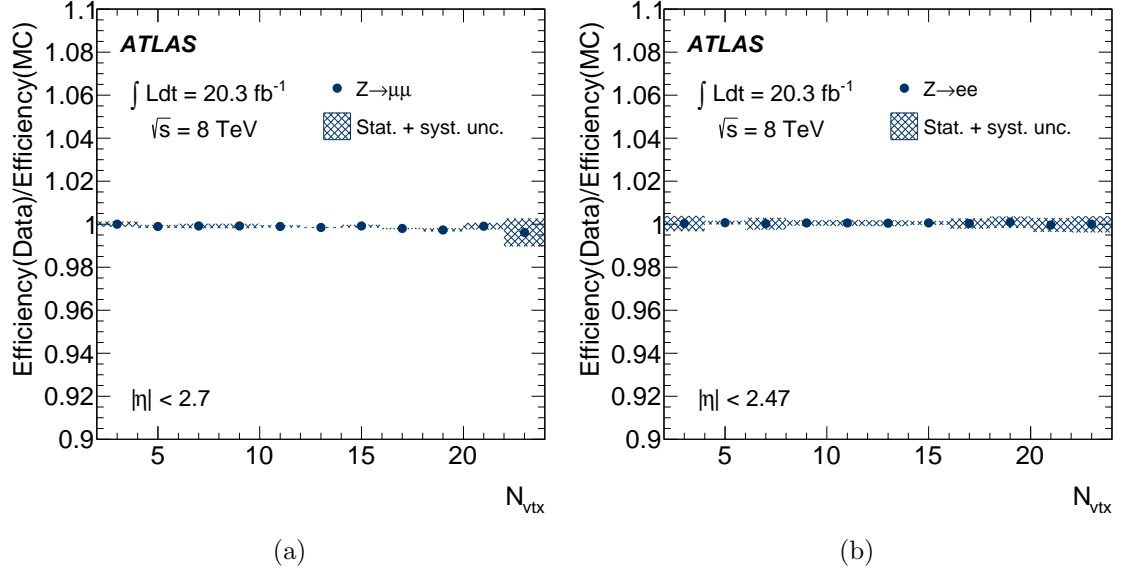 Efficiency(Data)/Efficiency(MC)
1.1
1.08
1.06
1.04
1.02
1
0.98
0.96
0.94
0.92
0.9
ATLAS
∫ Ldt = 20.3 fb⁻¹
√s = 8 TeV
Z→μμ
Stat. + syst. unc.
|η| < 2.7
5 10 15 20
N_vtx
(a)
Efficiency(Data)/Efficiency(MC)
1.1
1.08
1.06
1.04
1.02
1
0.98
0.96
0.94
0.92
0.9
ATLAS
∫ Ldt = 20.3 fb⁻¹
√s = 8 TeV
Z→ee
Stat. + syst. unc.
|η| < 2.47
5 10 15 20
N_vtx
(b)